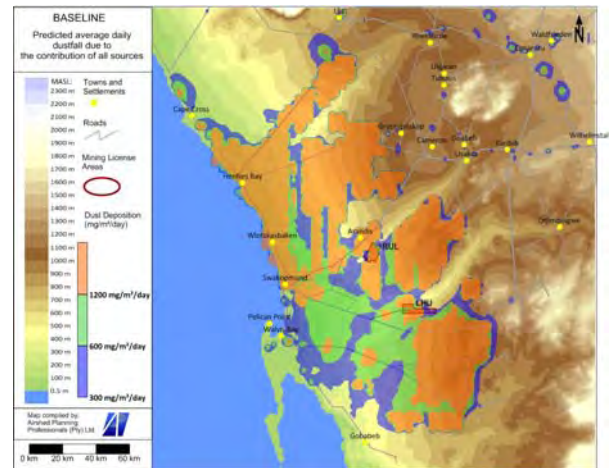 BASELINE
Predicted average daily
dustfall due to
the contribution of all sources
MASL:
2300 m
2200 m
2100 m
2000 m
1900 m
1800 m
1700 m
1600 m
1500 m
1400 m
1300 m
1200 m
1100 m
1000 m
900 m
800 m
700 m
600 m
500 m
400 m
300 m
200 m
100 m
0.5 m
Towns and
Settlements
Roads
Mining License
Areas
Dust Deposition
(mg/m²/day)
1200 mg/m²/day
600 mg/m²/day
300 mg/m²/day
Map compiled by:
Airshed Planning
Professionals (Pty) Ltd
0 km 20 km 40 km 60 km
N
Cape Cross
Henties Bay
Wlotzkasbaken
Swakopmund
Pelican Point
Walvis Bay
Gobabeb
Arandis
RUL
LHU
Usakos
Cameron
Karibib
Wilhelmstal
Otjimbingwe